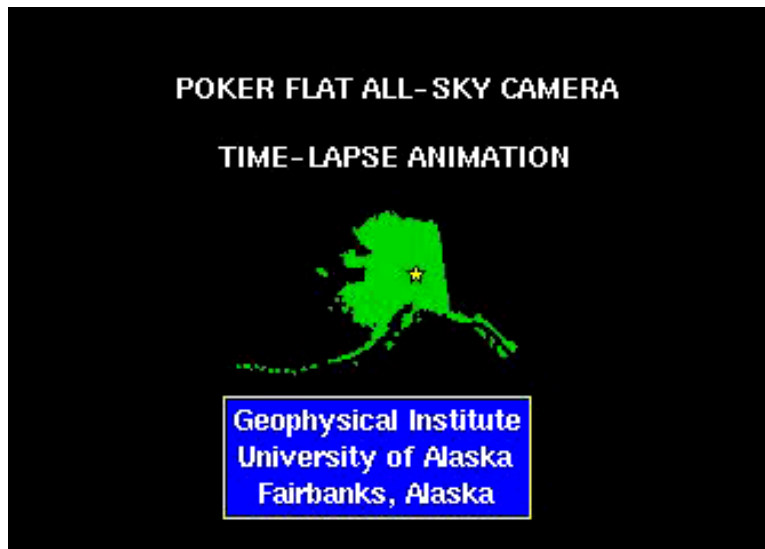 POKER FLAT ALL-SKY CAMERA
TIME-LAPSE ANIMATION
Geophysical Institute
University of Alaska
Fairbanks, Alaska